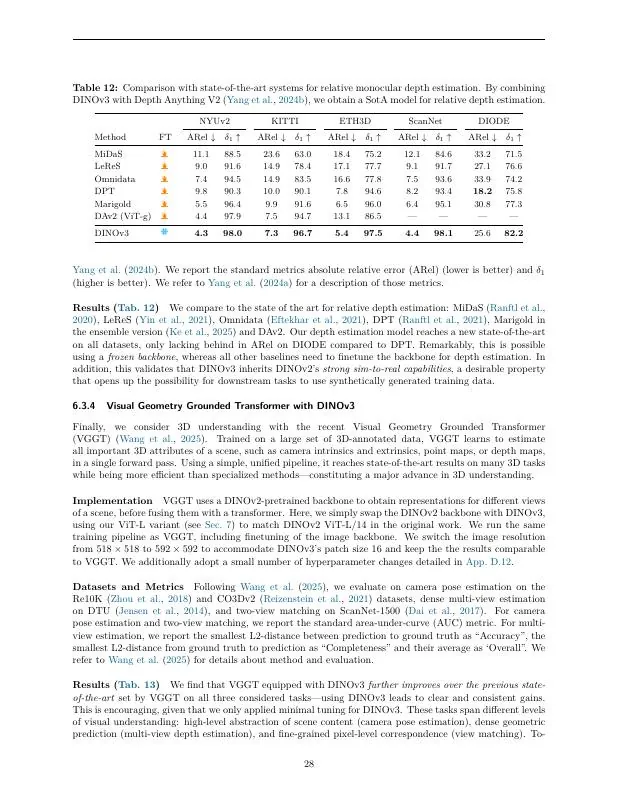 Table 12: Comparison with state-of-the-art systems for relative monocular depth estimation. By combining
DINOv3 with Depth Anything V2 (Yang et al., 2024b), we obtain a SotA model for relative depth estimation.
NYUv2 KITTI ETH3D ScanNet DIODE
Method FT ARel ↓ δ1 ↑ ARel ↓ δ1 ↑ ARel ↓ δ1 ↑ ARel ↓ δ1 ↑ ARel ↓ δ1 ↑
MiDaS 11.1 88.5 23.6 63.0 18.4 75.2 12.1 84.6 33.2 71.5
LeReS 9.0 91.6 14.9 78.4 17.1 77.7 9.1 91.7 27.1 76.6
Omnidata 7.4 94.5 14.9 83.5 16.6 77.8 7.5 93.6 33.9 74.2
DPT 9.8 90.3 10.0 90.1 7.8 94.6 8.2 93.4 18.2 75.8
Marigold 5.5 96.4 9.9 91.6 6.5 96.0 6.4 95.1 30.8 77.3
DAv2 (ViT-g) 4.4 97.9 7.5 94.7 13.1 86.5 — — — —
DINOv3 4.3 98.0 7.3 96.7 5.4 97.5 4.4 98.1 25.6 82.2
Yang et al. (2024b). We report the standard metrics absolute relative error (ARel) (lower is better) and δ1
(higher is better). We refer to Yang et al. (2024a) for a description of those metrics.
Results (Tab. 12) We compare to the state of the art for relative depth estimation: MiDaS (Ranftl et al.,
2020), LeReS (Yin et al., 2021), Omnidata (Eftekhar et al., 2021), DPT (Ranftl et al., 2021), Marigold in
the ensemble version (Ke et al., 2025) and DAv2. Our depth estimation model reaches a new state-of-the-art
on all datasets, only lacking behind in ARel on DIODE compared to DPT. Remarkably, this is possible
using a frozen backbone, whereas all other baselines need to finetune the backbone for depth estimation. In
addition, this validates that DINOv3 inherits DINOv2's strong sim-to-real capabilities, a desirable property
that opens up the possibility for downstream tasks to use synthetically generated training data.
6.3.4 Visual Geometry Grounded Transformer with DINOv3
Finally, we consider 3D understanding with the recent Visual Geometry Grounded Transformer
(VGGT) (Wang et al., 2025). Trained on a large set of 3D-annotated data, VGGT learns to estimate
all important 3D attributes of a scene, such as camera intrinsics and extrinsics, point maps, or depth maps,
in a single forward pass. Using a simple, unified pipeline, it reaches state-of-the-art results on many 3D tasks
while being more efficient than specialized methods—constituting a major advance in 3D understanding.
Implementation VGGT uses a DINOv2-pretrained backbone to obtain representations for different views
of a scene, before fusing them with a transformer. Here, we simply swap the DINOv2 backbone with DINOv3,
using our ViT-L variant (see Sec. 7) to match DINOv2 ViT-L/14 in the original work. We run the same
training pipeline as VGGT, including finetuning of the image backbone. We switch the image resolution
from 518 × 518 to 592 × 592 to accommodate DINOv3's patch size 16 and keep the the results comparable
to VGGT. We additionally adopt a small number of hyperparameter changes detailed in App. D.12.
Datasets and Metrics Following Wang et al. (2025), we evaluate on camera pose estimation on the
Re10K (Zhou et al., 2018) and CO3Dv2 (Reizenstein et al., 2021) datasets, dense multi-view estimation
on DTU (Jensen et al., 2014), and two-view matching on ScanNet-1500 (Dai et al., 2017). For camera
pose estimation and two-view matching, we report the standard area-under-curve (AUC) metric. For multi-
view estimation, we report the smallest L2-distance between prediction to ground truth as "Accuracy", the
smallest L2-distance from ground truth to prediction as "Completeness" and their average as 'Overall". We
refer to Wang et al. (2025) for details about method and evaluation.
Results (Tab. 13) We find that VGGT equipped with DINOv3 further improves over the previous state-
of-the-art set by VGGT on all three considered tasks—using DINOv3 leads to clear and consistent gains.
This is encouraging, given that we only applied minimal tuning for DINOv3. These tasks span different levels
of visual understanding: high-level abstraction of scene content (camera pose estimation), dense geometric
prediction (multi-view depth estimation), and fine-grained pixel-level correspondence (view matching). To-
28